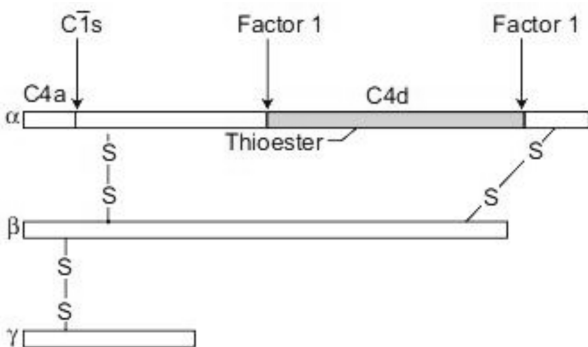 C1̅s Factor 1 Factor 1
C4a C4d
α
Thioester
S S
S S
β
S
S
γ